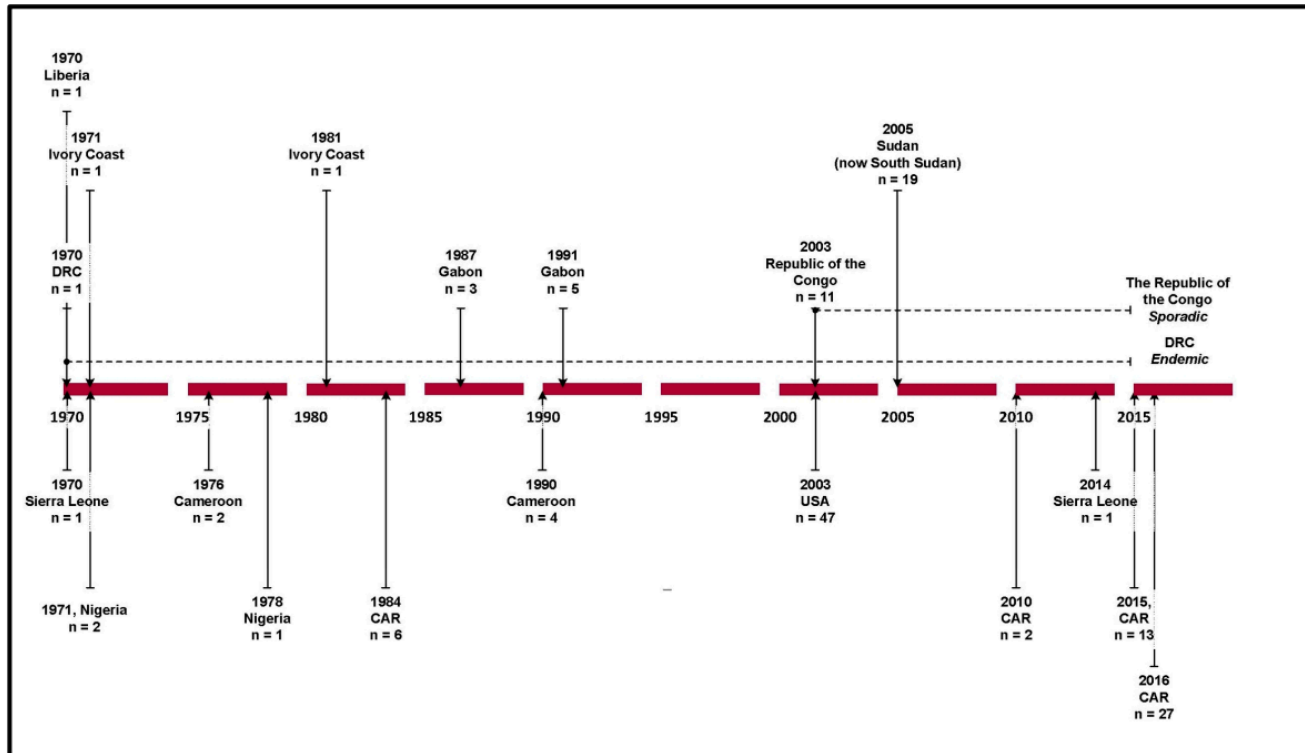 1970
Liberia
n = 1
1971
Ivory Coast
n = 1
1981
Ivory Coast
n = 1
2005
Sudan
(now South Sudan)
n = 19
1970
DRC
n = 1
1987
Gabon
n = 3
1991
Gabon
n = 5
2003
Republic of the
Congo
n = 11
The Republic of
the Congo
Sporadic
DRC
Endemic
1970
1975
1980
1985
1990
1995
2000
2005
2010
2015
1970
Sierra Leone
n = 1
1976
Cameroon
n = 2
1990
Cameroon
n = 4
2003
USA
n = 47
2014
Sierra Leone
n = 1
1971, Nigeria
n = 2
1978
Nigeria
n = 1
1984
CAR
n = 6
2010
CAR
n = 2
2015,
CAR
n = 13
2016
CAR
n = 27